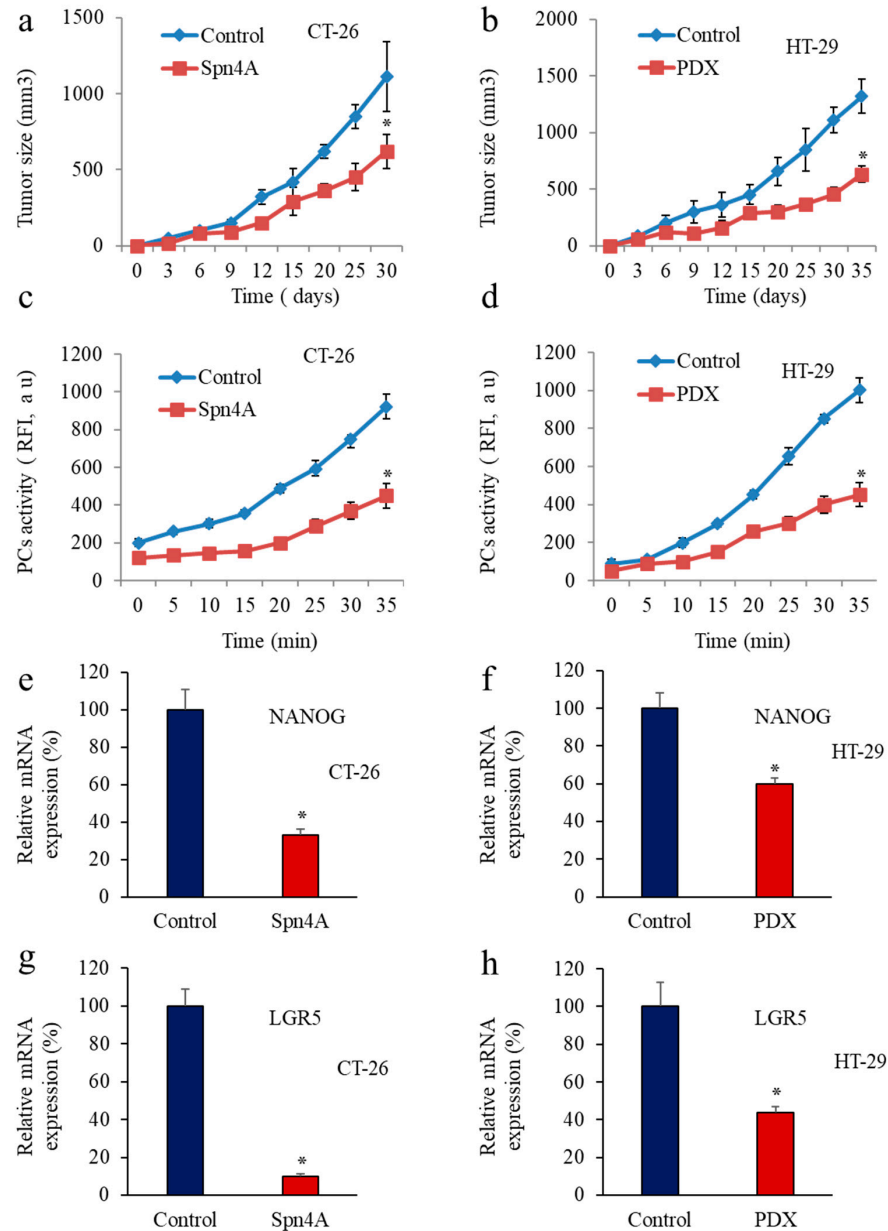 a
Tumor size (mm3)
1500
1000
500
0
Control
Spn4A
CT-26
*
0 3 6 9 12 15 20 25 30
Time ( days)
b
Tumor size (mm3)
2000
1500
1000
500
0
Control
PDX
HT-29
*
0 3 6 9 12 15 20 25 30 35
Time (days)
c
PCs activity ( RFI, a u)
1200
1000
800
600
400
200
0
Control
Spn4A
CT-26
*
0 5 10 15 20 25 30 35
Time (min)
d
PCs activity ( RFI, a u)
1200
1000
800
600
400
200
0
Control
PDX
HT-29
*
0 5 10 15 20 25 30 35
Time (min)
e
Relative mRNA
expression (%)
120
100
80
60
40
20
0
NANOG
CT-26
*
Control Spn4A
f
Relative mRNA
expression (%)
120
100
80
60
40
20
0
NANOG
HT-29
*
Control PDX
g
Relative mRNA
expression (%)
120
100
80
60
40
20
0
LGR5
CT-26
*
Control Spn4A
h
Relative mRNA
expression (%)
120
100
80
60
40
20
0
LGR5
HT-29
*
Control PDX